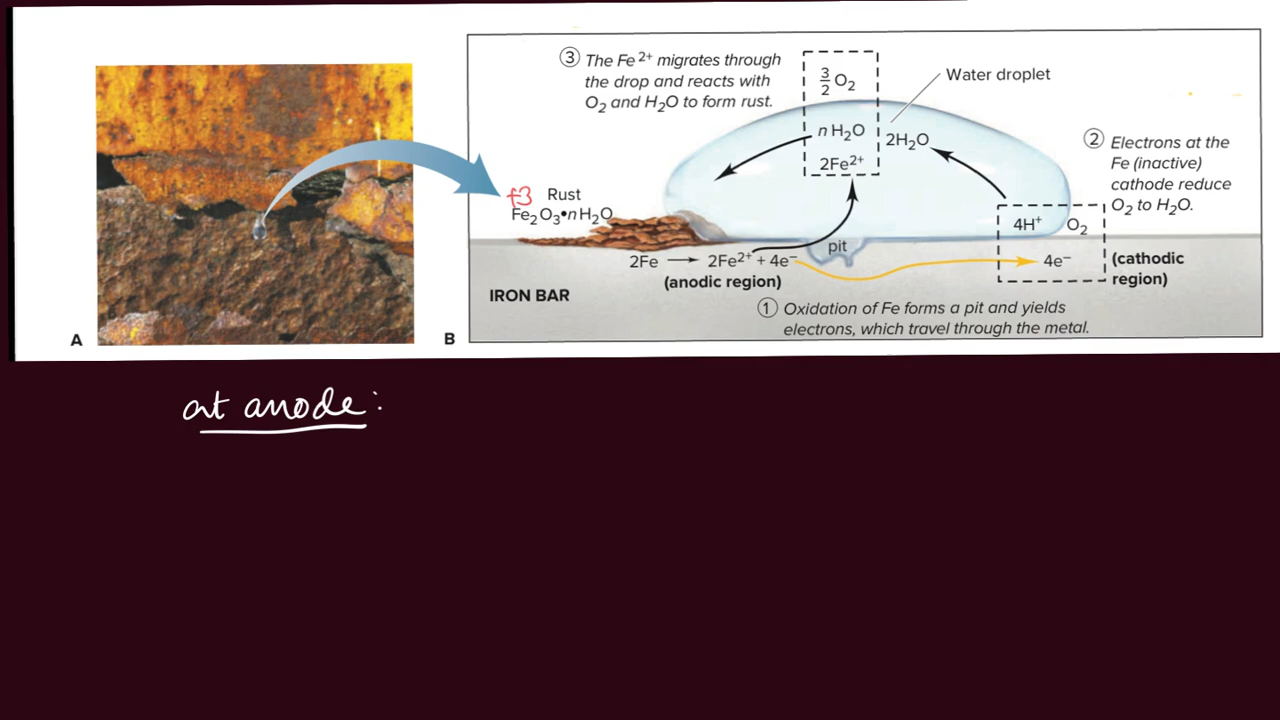 ③ The Fe²⁺ migrates through
the drop and reacts with
O₂ and H₂O to form rust.
3/2 O₂
n H₂O
2Fe²⁺
Water droplet
2H₂O
② Electrons at the
Fe (inactive)
cathode reduce
O₂ to H₂O.
+3
Rust
Fe₂O₃•nH₂O
4H⁺ O₂
4e⁻
(cathodic
region)
pit
2Fe → 2Fe²⁺ + 4e⁻
(anodic region)
IRON BAR
① Oxidation of Fe forms a pit and yields
electrons, which travel through the metal.
A
B
at anode: